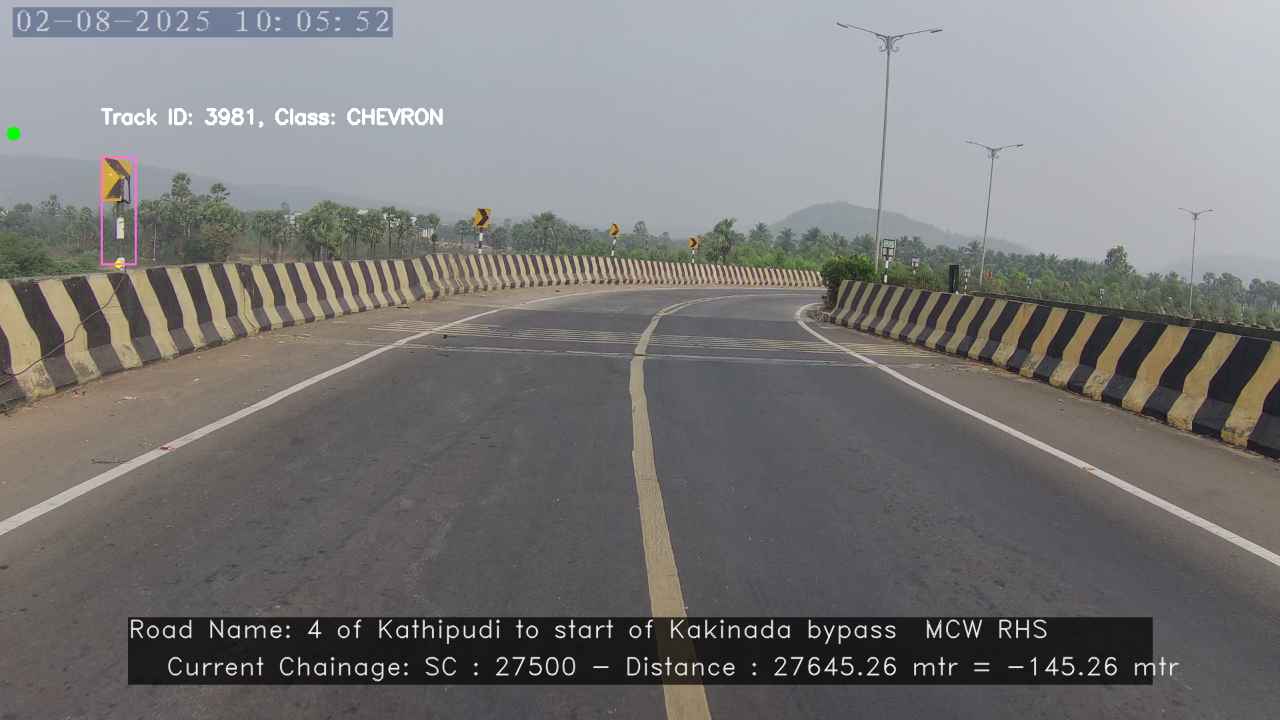 02-08-2025 10:05:52
Track ID: 3981, Class: CHEVRON
Road Name: 4 of Kathipudi to start of Kakinada bypass MCW RHS
Current Chainage: SC : 27500 - Distance : 27645.26 mtr = -145.26 mtr